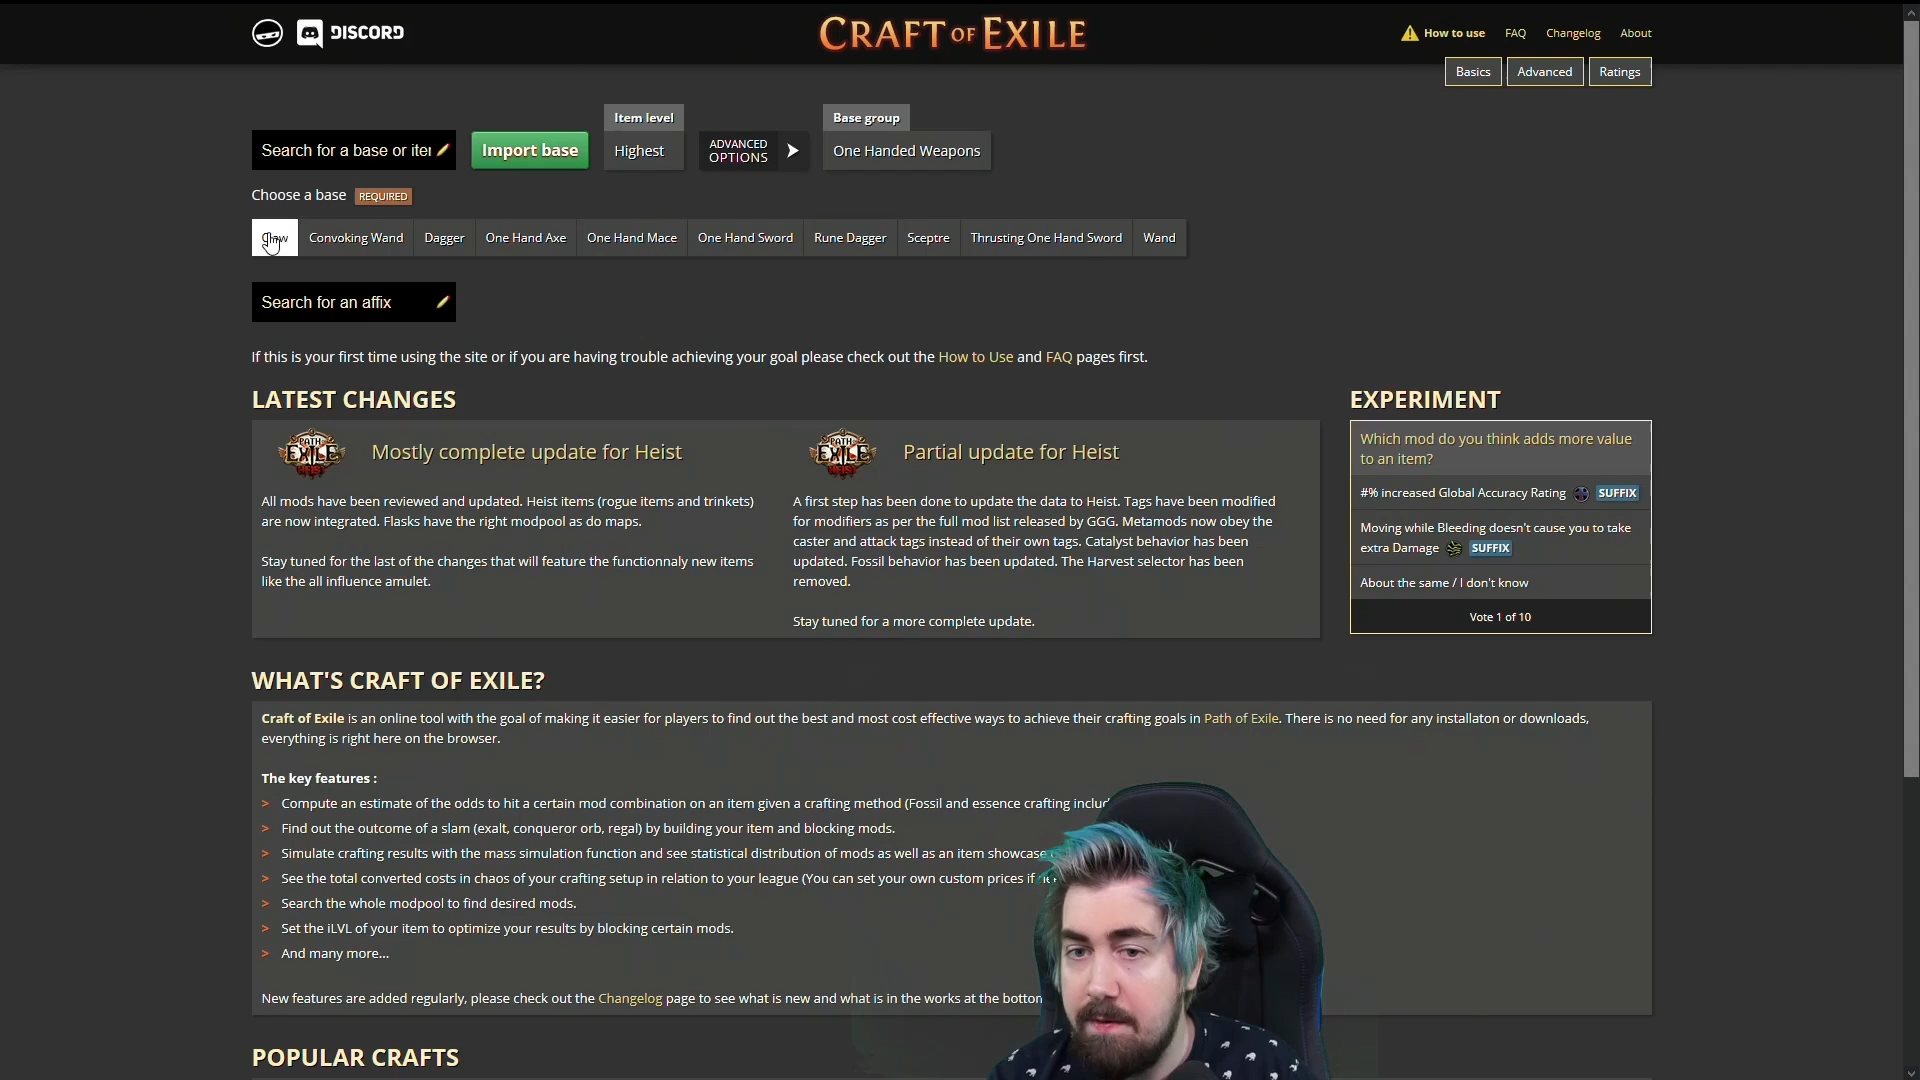 DISCORD
CRAFT OF EXILE
How to use FAQ Changelog About
Basics Advanced Ratings
Item level
Base group
Search for a base or iter
Import base
Highest
ADVANCED
OPTIONS
One Handed Weapons
Choose a base REQUIRED
Convoking Wand Dagger One Hand Axe One Hand Mace One Hand Sword Rune Dagger Sceptre Thrusting One Hand Sword Wand
Search for an affix
If this is your first time using the site or if you are having trouble achieving your goal please check out the How to Use and FAQ pages first.
LATEST CHANGES
Mostly complete update for Heist
All mods have been reviewed and updated. Heist items (rogue items and trinkets)
are now integrated. Flasks have the right modpool as do maps.
Stay tuned for the last of the changes that will feature the functionnaly new items
like the all influence amulet.
Partial update for Heist
A first step has been done to update the data to Heist. Tags have been modified
for modifiers as per the full mod list released by GGG. Metamods now obey the
caster and attack tags instead of their own tags. Catalyst behavior has been
updated. Fossil behavior has been updated. The Harvest selector has been
removed.
Stay tuned for a more complete update.
EXPERIMENT
Which mod do you think adds more value
to an item?
#% increased Global Accuracy Rating SUFFIX
Moving while Bleeding doesn't cause you to take
extra Damage SUFFIX
About the same / I don't know
Vote 1 of 10
WHAT'S CRAFT OF EXILE?
Craft of Exile is an online tool with the goal of making it easier for players to find out the best and most cost effective ways to achieve their crafting goals in Path of Exile. There is no need for any installaton or downloads,
everything is right here on the browser.
The key features :
> Compute an estimate of the odds to hit a certain mod combination on an item given a crafting method (Fossil and essence crafting includ
> Find out the outcome of a slam (exalt, conqueror orb, regal) by building your item and blocking mods.
> Simulate crafting results with the mass simulation function and see statistical distribution of mods as well as an item showcase
> See the total converted costs in chaos of your crafting setup in relation to your league (You can set your own custom prices if
> Search the whole modpool to find desired mods.
> Set the iLVL of your item to optimize your results by blocking certain mods.
> And many more...
New features are added regularly, please check out the Changelog page to see what is new and what is in the works at the bottom
POPULAR CRAFTS